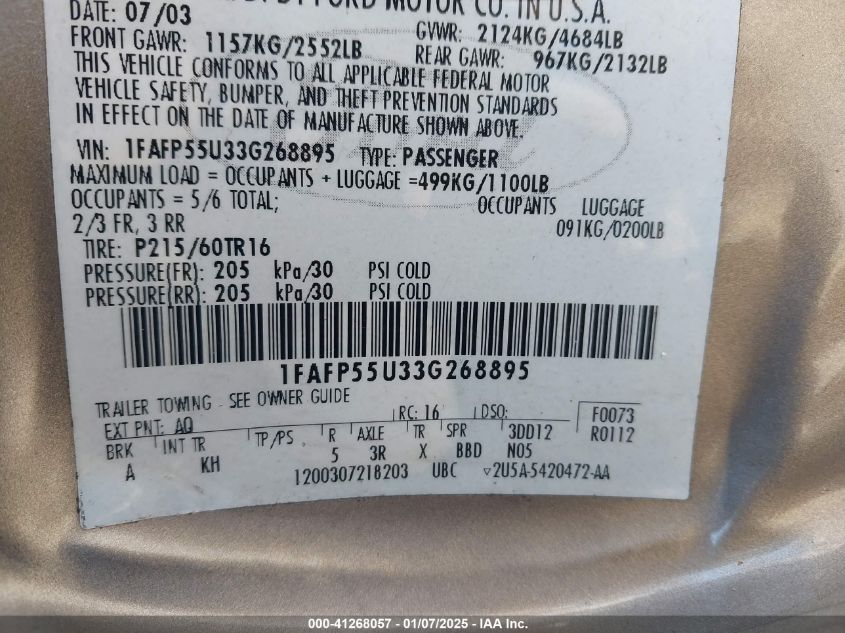 BY FORD MOTOR CO. IN U.S.A.
DATE: 07/03 GVWR: 2124KG/4684LB
FRONT GAWR: 1157KG/2552LB REAR GAWR: 967KG/2132LB
THIS VEHICLE CONFORMS TO ALL APPLICABLE FEDERAL MOTOR
VEHICLE SAFETY, BUMPER, AND THEFT PREVENTION STANDARDS
IN EFFECT ON THE DATE OF MANUFACTURE SHOWN ABOVE.
VIN: 1FAFP55U33G268895 TYPE: PASSENGER
MAXIMUM LOAD = OCCUPANTS + LUGGAGE =499KG/1100LB
OCCUPANTS = 5/6 TOTAL; OCCUPANTS LUGGAGE
2/3 FR, 3 RR 091KG/0200LB
TIRE: P215/60TR16
PRESSURE(FR): 205 kPa/30 PSI COLD
PRESSURE(RR): 205 kPa/30 PSI COLD
1FAFP55U33G268895
TRAILER TOWING - SEE OWNER GUIDE
EXT PNT: AQ RC: 16 DSO: F0073
BRK INT TR TP/PS R AXLE TR SPR 3DD12 R0112
A KH 5 3R X BBD N05
1200307218203 UBC ▽2U5A-5420472-AA
000-41268057 - 01/07/2025 - IAA Inc.